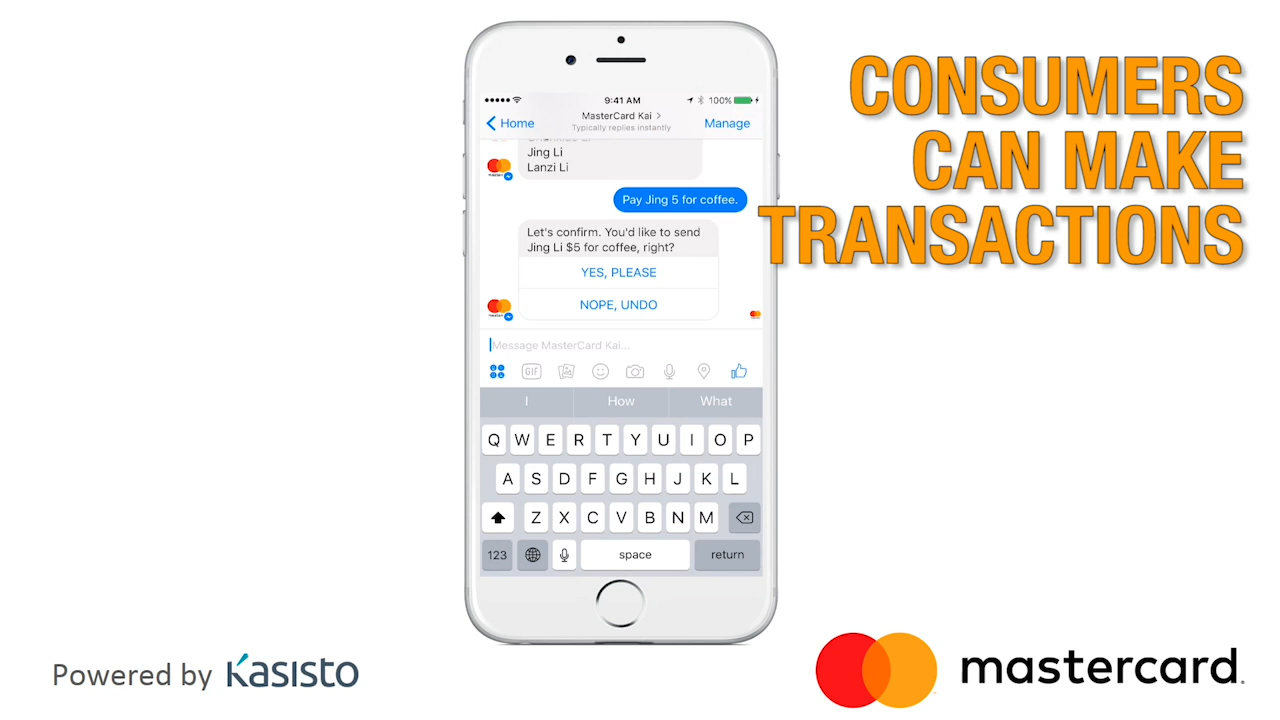 CONSUMERS
CAN MAKE
TRANSACTIONS
9:41 AM
100%
Home
MasterCard Kai
Typically replies instantly
Manage
Jing Li
Lanzi Li
Pay Jing 5 for coffee.
Let's confirm. You'd like to send
Jing Li $5 for coffee, right?
YES, PLEASE
NOPE, UNDO
Message MasterCard Kai...
GIF
I How What
Q W E R T Y U I O P
A S D F G H J K L
Z X C V B N M
123 space return
Powered by Kasisto
mastercard.